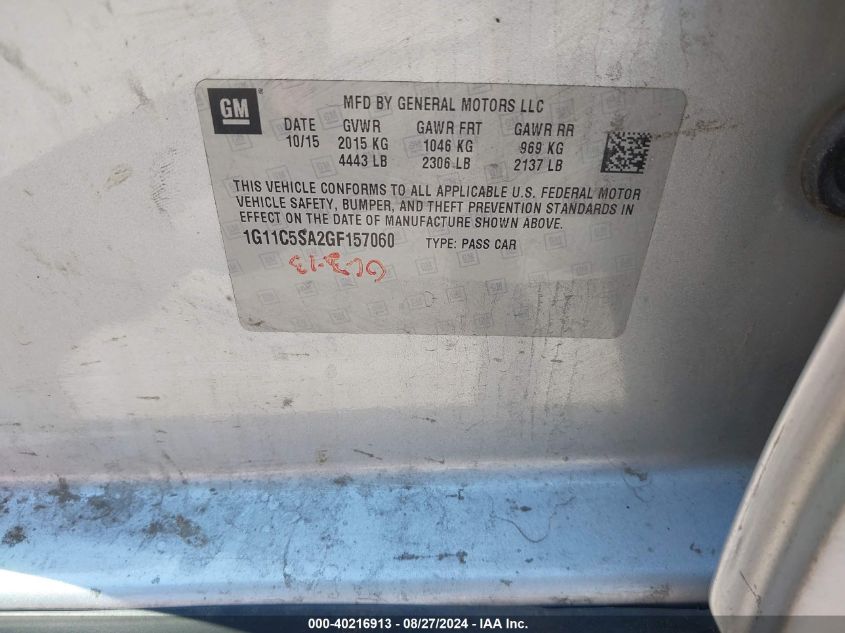 GM
MFD BY GENERAL MOTORS LLC
DATE GVWR GAWR FRT GAWR RR
10/15 2015 KG 1046 KG 969 KG
4443 LB 2306 LB 2137 LB
THIS VEHICLE CONFORMS TO ALL APPLICABLE U.S. FEDERAL MOTOR
VEHICLE SAFETY, BUMPER, AND THEFT PREVENTION STANDARDS IN
EFFECT ON THE DATE OF MANUFACTURE SHOWN ABOVE.
1G11C5SA2GF157060 TYPE: PASS CAR
000-40216913 - 08/27/2024 - IAA Inc.